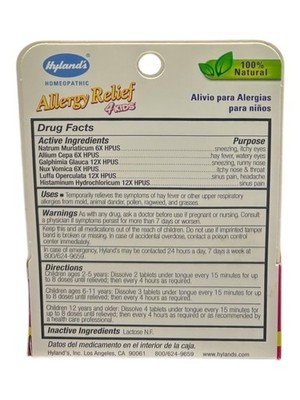 Hyland's
HOMEOPATHIC
100%
Natural
Allergy Relief
4 KIDS
Alivio para Alergias
para niños
Drug Facts
Active Ingredients Purpose
Natrum Muriaticum 6X HPUS sneezing, itchy eyes
Allium Cepa 6X HPUS hay fever, watery eyes
Galphimia Glauca 12X HPUS sneezing, runny nose
Nux Vomica 6X HPUS itchy nose & throat
Luffa Operculata 12X HPUS sinus pain, headache
Histaminum Hydrochloricum 12X HPUS sinus pain
Uses • Temporarily relieves the symptoms of hay fever or other upper respiratory
allergies from mold, animal dander, pollen, ragweed, and grasses.
Warnings As with any drug, ask a doctor before use if pregnant or nursing. Consult
a physician if symptoms persist for more than 7 days or worsen.
Keep this and all medications out of the reach of children. Do not use if imprinted tamper
band is broken or missing. In case of accidental overdose, contact a poison control
center immediately.
In case of emergency, Hyland's may be contacted 24 hours a day, 7 days a week at
800/624-9659
Directions
Children ages 2-5 years: Dissolve 2 tablets under tongue every 15 minutes for up
to 8 doses until relieved; then every 4 hours as required.
Children ages 6-11 years: Dissolve 3 tablets under tongue every 15 minutes for up
to 8 doses until relieved; then every 4 hours as required.
Children 12 years and older: Dissolve 4 tablets under tongue every 15 minutes for
up to 6 doses until relieved; then every 4 hours or as recommended by a
health care professional.
Inactive Ingredients Lactose N.F.
Datos del medicamento en el interior de la caja.
Hyland's, Inc. Los Angeles, CA 90061 800/624-9659 www.hylands.com